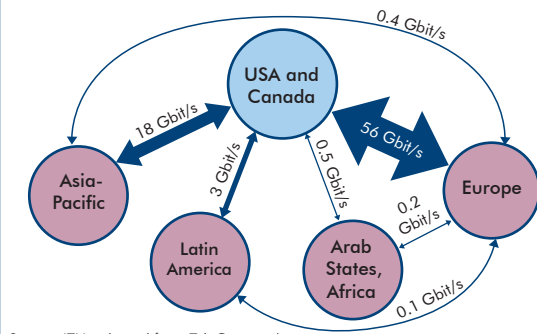 0.4 Gbit/s
USA and
Canada
18 Gbit/s
56 Gbit/s
3 Gbit/s
0.5 Gbit/s
Asia-
Pacific
Europe
0.2
Gbit/s
Latin
America
Arab
States,
Africa
0.1 Gbit/s